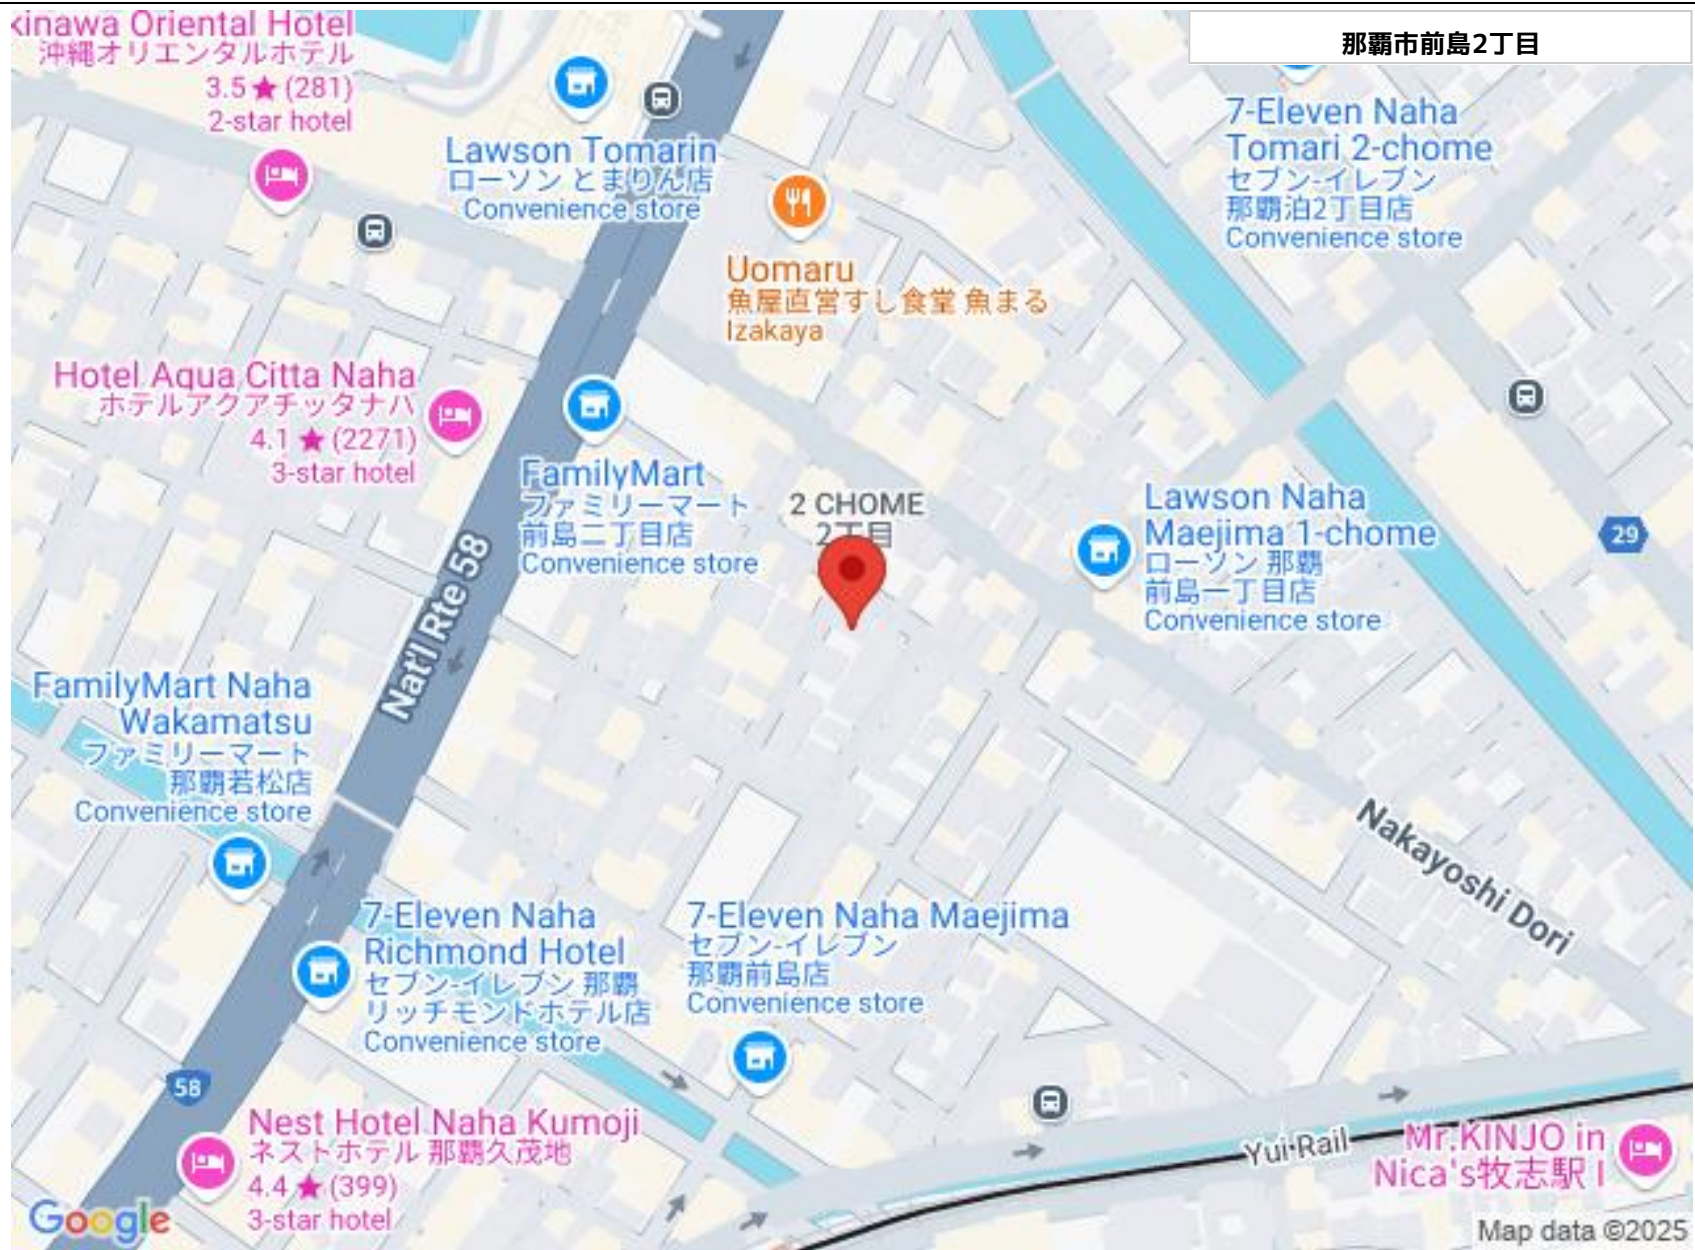 那覇市前島2丁目
kinawa Oriental Hotel
沖縄オリエンタルホテル
3.5 ★ (281)
2-star hotel
Lawson Tomarin
ローソン とまりん店
Convenience store
7-Eleven Naha
Tomari 2-chome
セブン-イレブン
那覇泊2丁目店
Convenience store
Uomaru
魚屋直営すし食堂 魚まる
Izakaya
Hotel Aqua Citta Naha
ホテルアクアチッタナハ
4.1 ★ (2271)
3-star hotel
FamilyMart
ファミリーマート
前島二丁目店
Convenience store
2 CHOME
2丁目
Lawson Naha
Maejima 1-chome
ローソン 那覇
前島一丁目店
Convenience store
29
Nat'l Rte 58
FamilyMart Naha
Wakamatsu
ファミリーマート
那覇若松店
Convenience store
Nakayoshi Dori
7-Eleven Naha
Richmond Hotel
セブン-イレブン 那覇
リッチモンドホテル店
Convenience store
7-Eleven Naha Maejima
セブン-イレブン
那覇前島店
Convenience store
58
Nest Hotel Naha Kumoji
ネストホテル 那覇久茂地
4.4 ★ (399)
3-star hotel
Yui Rail
Mr.KINJO in
Nica's牧志駅 I
Google
Map data ©2025